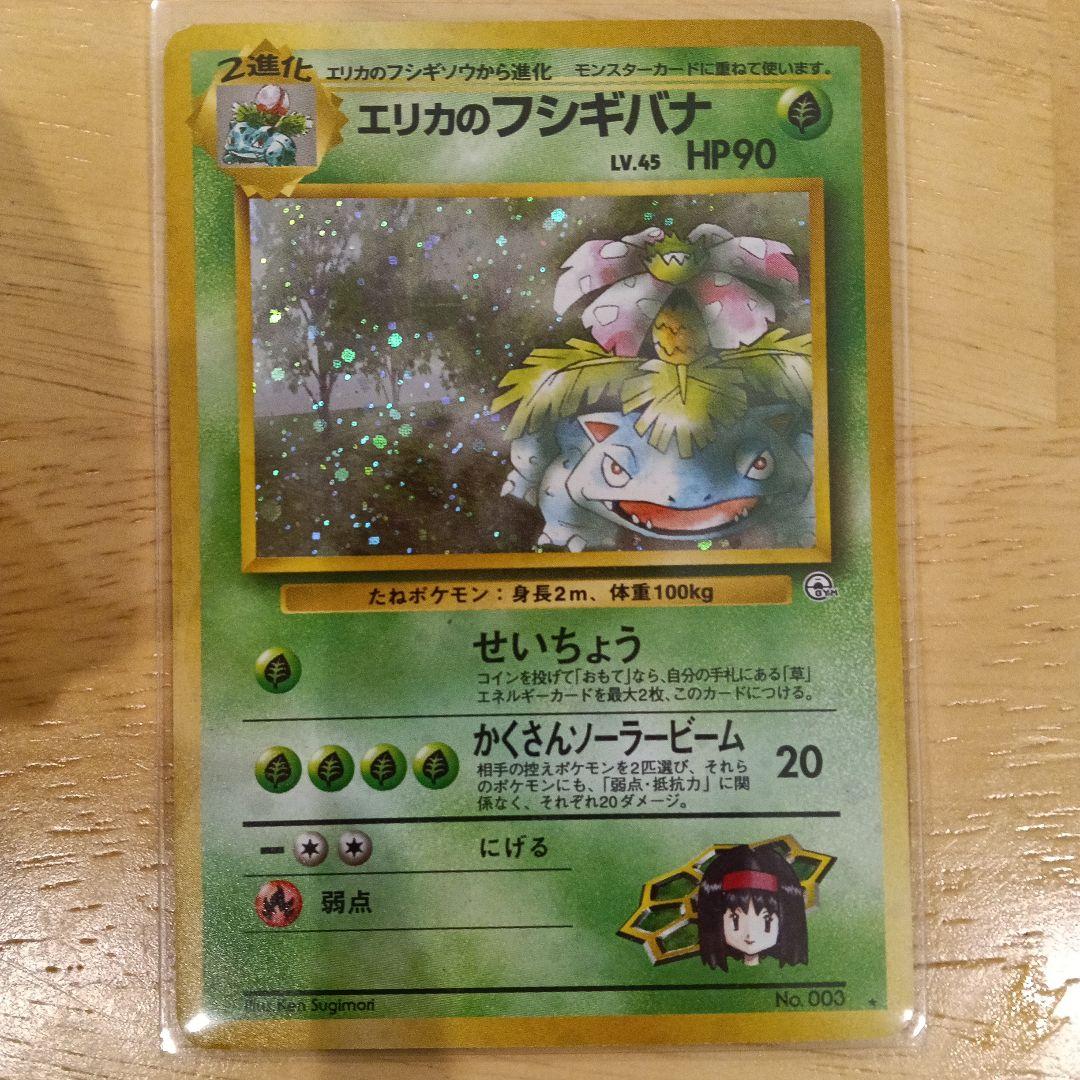 2進化
エリカのフシギソウから進化　モンスターカードに重ねて使います。
エリカのフシギバナ
LV.45 HP90
たねポケモン：身長2m、体重100kg
GYM
せいちょう
コインを投げて「おもて」なら、自分の手札にある「草」
エネルギーカードを最大2枚、このカードにつける。
かくさんソーラービーム 20
相手の控えポケモンを2匹選び、それら
のポケモンにも、「弱点・抵抗力」に関
係なく、それぞれ20ダメージ。
にげる
弱点
Illus. Ken Sugimori
No. 003